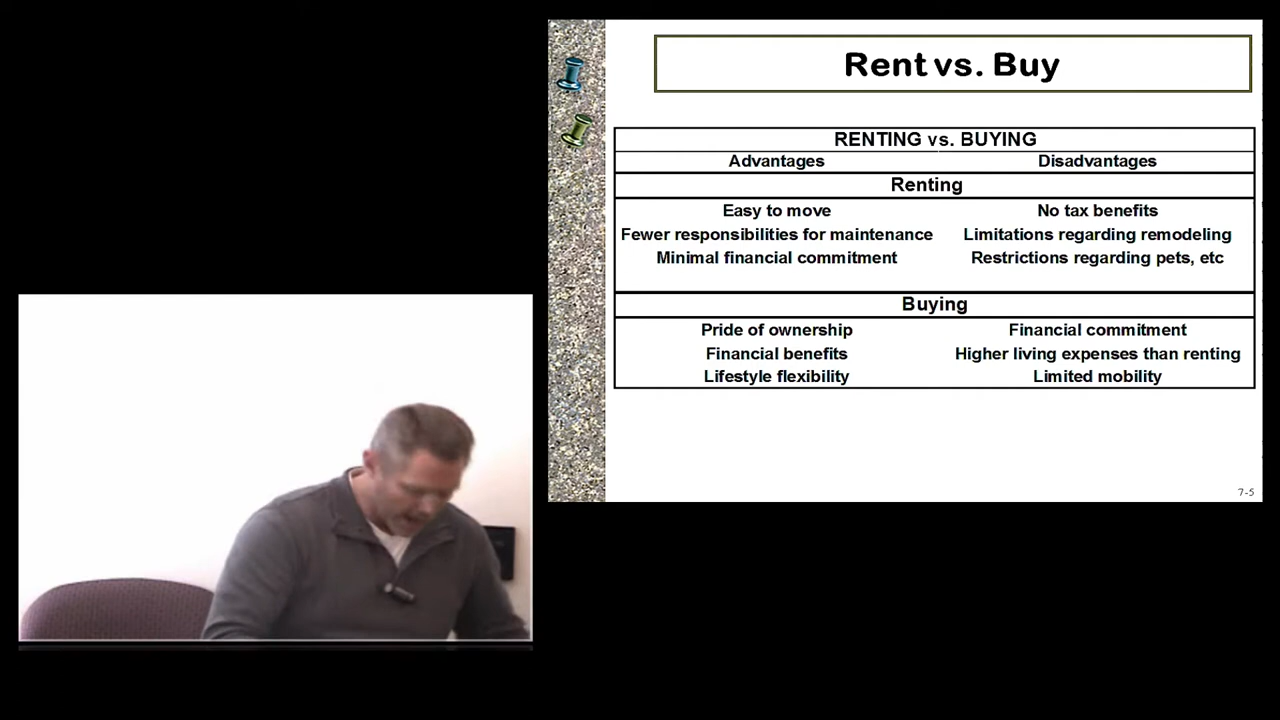 Rent vs. Buy
RENTING vs. BUYING
Advantages Disadvantages
Renting
Easy to move No tax benefits
Fewer responsibilities for maintenance Limitations regarding remodeling
Minimal financial commitment Restrictions regarding pets, etc
Buying
Pride of ownership Financial commitment
Financial benefits Higher living expenses than renting
Lifestyle flexibility Limited mobility
7-5